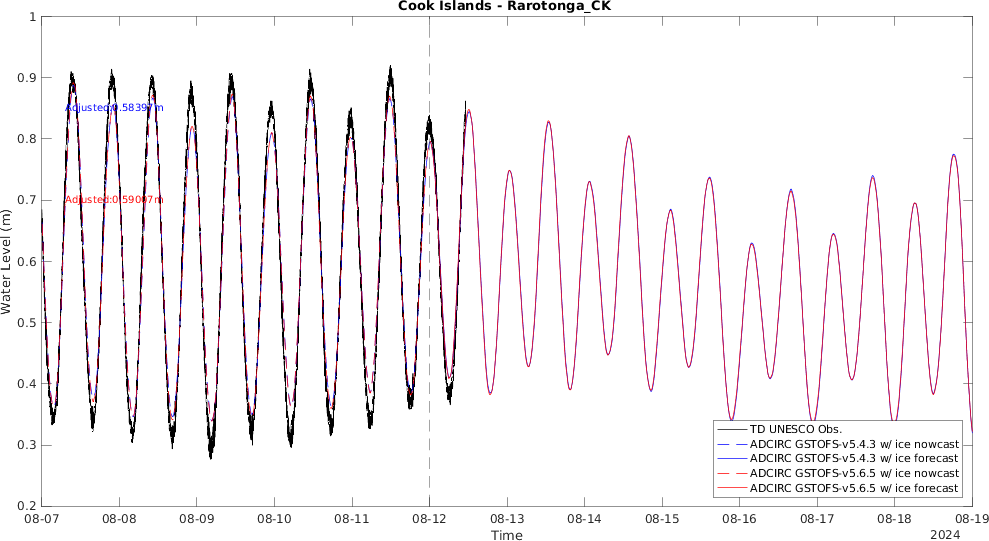 Cook Islands - Rarotonga_CK
Water Level (m)
1
0.9
0.8
0.7
0.6
0.5
0.4
0.3
0.2
Adjusted:0.58397m
Adjusted:0.59007m
TD UNESCO Obs.
ADCIRC GSTOFS-v5.4.3 w/ ice nowcast
ADCIRC GSTOFS-v5.4.3 w/ ice forecast
ADCIRC GSTOFS-v5.6.5 w/ ice nowcast
ADCIRC GSTOFS-v5.6.5 w/ ice forecast
08-07 08-08 08-09 08-10 08-11 08-12 08-13 08-14 08-15 08-16 08-17 08-18 08-19
Time
2024